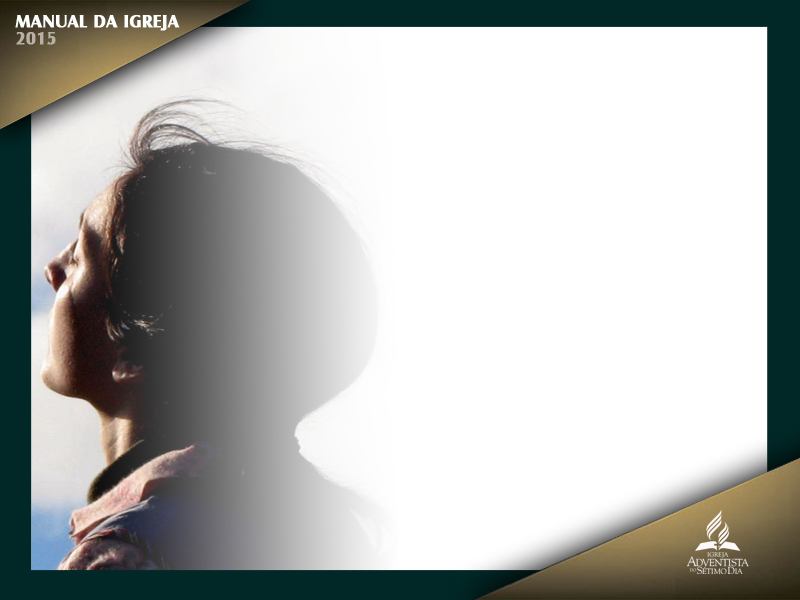 MANUAL DA IGREJA
2015
IGREJA
ADVENTISTA
DO SÉTIMO DIA